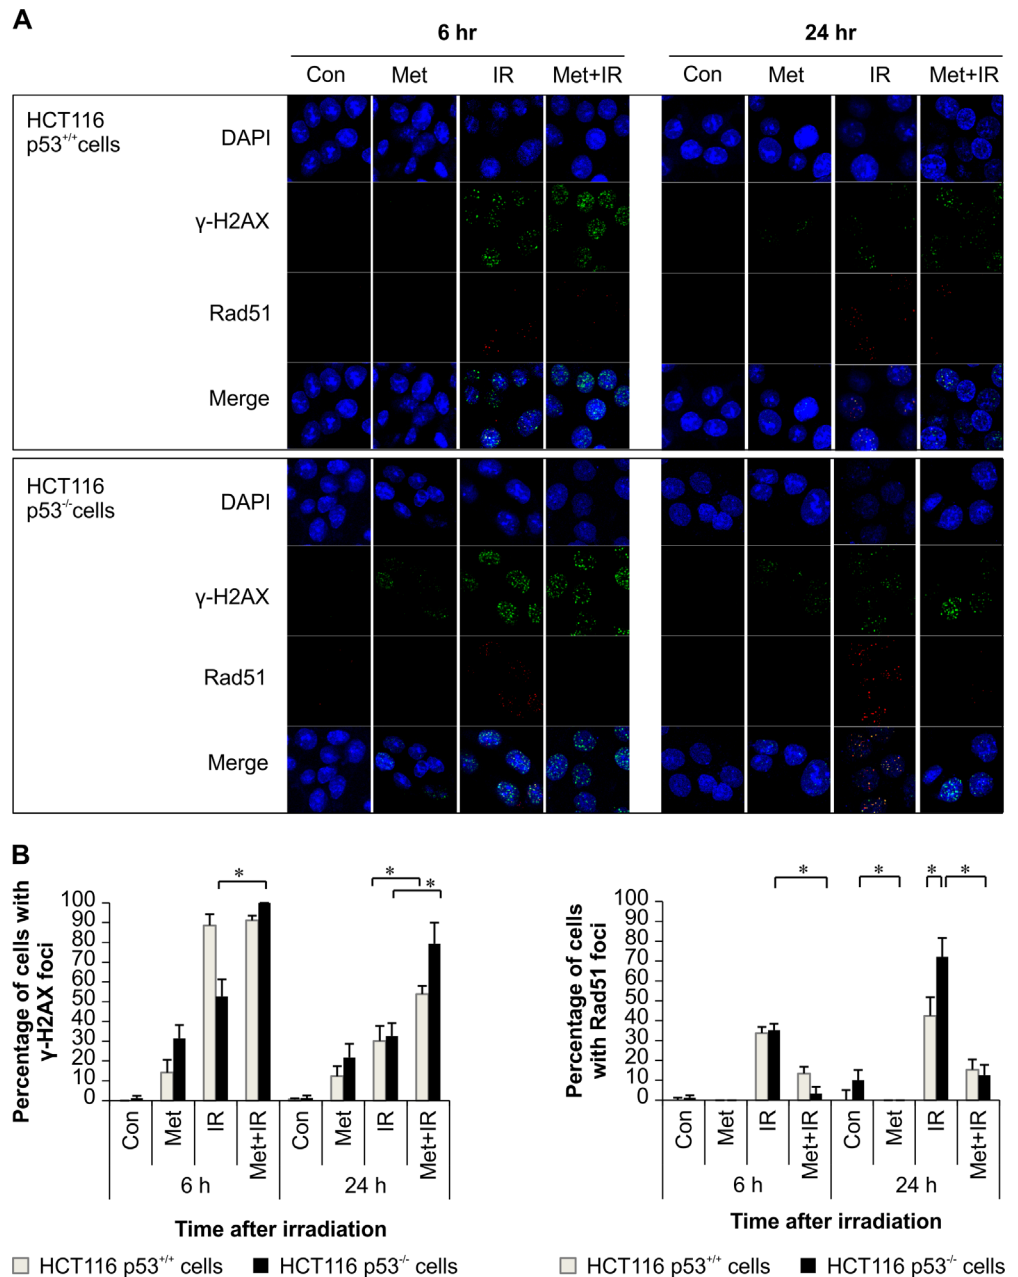 A
6 hr
24 hr
Con Met IR Met+IR
Con Met IR Met+IR
HCT116
p53+/+cells
DAPI
γ-H2AX
Rad51
Merge
HCT116
p53-/-cells
DAPI
γ-H2AX
Rad51
Merge
B
Percentage of cells with
γ-H2AX foci
100
90
80
70
60
50
40
30
20
10
0
*
*
*
Con
Met
IR
Met+IR
Con
Met
IR
Met+IR
6 h
24 h
Time after irradiation
HCT116 p53+/+ cells
HCT116 p53-/- cells
Percentage of cells
with Rad51 foci
100
90
80
70
60
50
40
30
20
10
0
*
*
*
*
Con
Met
IR
Met+IR
Con
Met
IR
Met+IR
6 h
24 h
Time after irradiation
HCT116 p53+/+ cells
HCT116 p53-/- cells